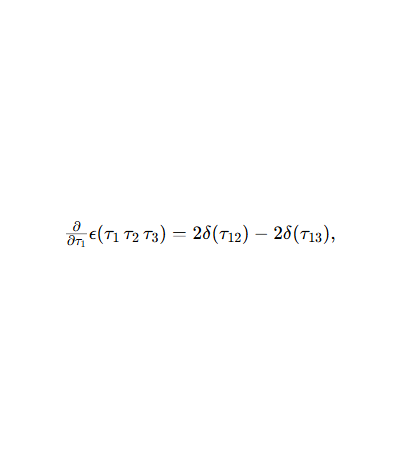 ∂/∂τ₁ ϵ(τ₁ τ₂ τ₃) = 2δ(τ₁₂) − 2δ(τ₁₃),